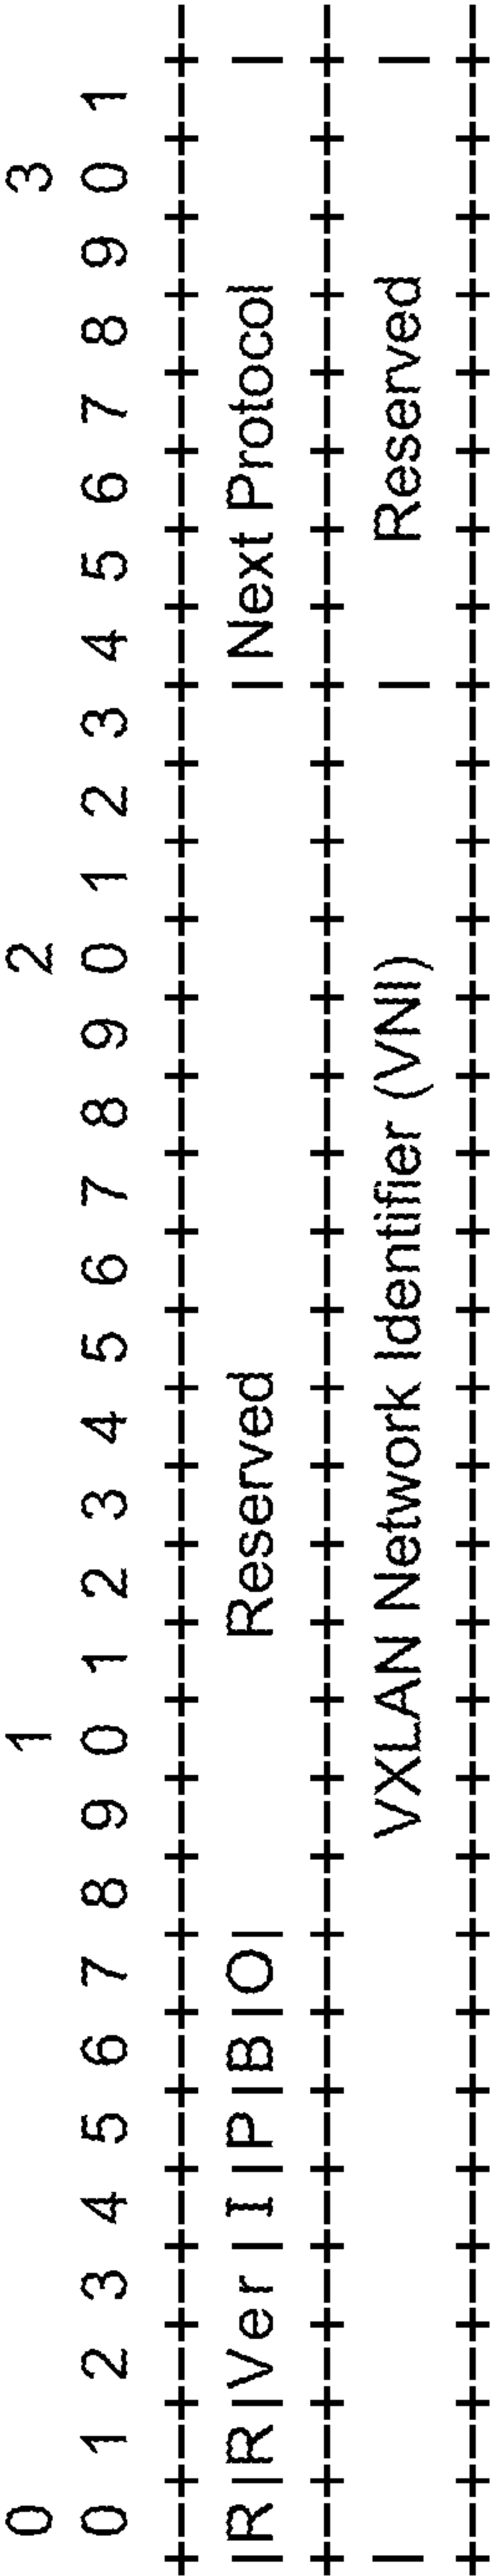 0                   1                   2                   3
0 1 2 3 4 5 6 7 8 9 0 1 2 3 4 5 6 7 8 9 0 1 2 3 4 5 6 7 8 9 0 1
+-+-+-+-+-+-+-+-+-+-+-+-+-+-+-+-+-+-+-+-+-+-+-+-+-+-+-+-+-+-+-+-+-
|R|R|Ver|I|P|B|O|       Reserved                |Next Protocol  |
+-+-+-+-+-+-+-+-+-+-+-+-+-+-+-+-+-+-+-+-+-+-+-+-+-+-+-+-+-+-+-+-+-
|                VXLAN Network Identifier (VNI) |   Reserved    |
+-+-+-+-+-+-+-+-+-+-+-+-+-+-+-+-+-+-+-+-+-+-+-+-+-+-+-+-+-+-+-+-+-